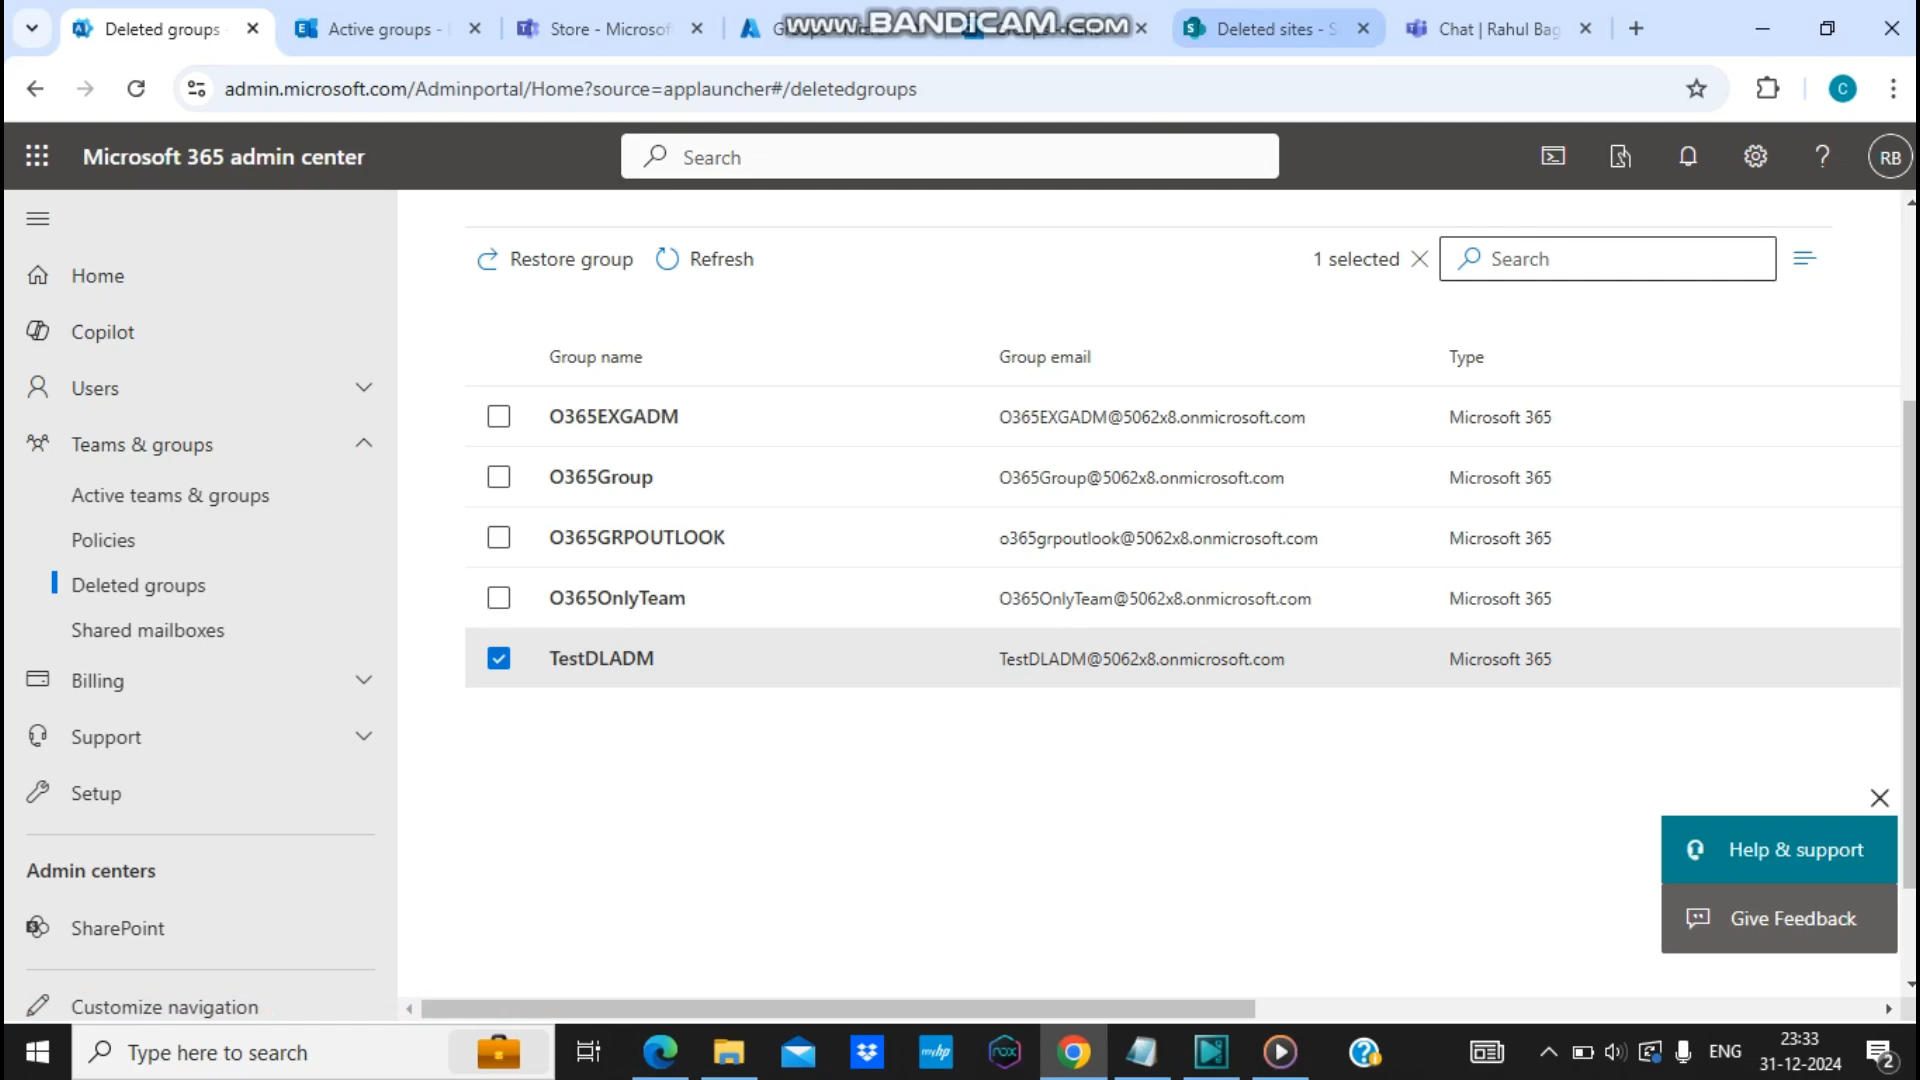 Deleted groups
Active groups -
Store - Microsof
www.BANDICAM.com
Deleted sites - S
Chat | Rahul Bag
admin.microsoft.com/Adminportal/Home?source=applauncher#/deletedgroups
C
Microsoft 365 admin center
Search
RB
Restore group
Refresh
1 selected
Search
Home
Copilot
Users
Teams & groups
Active teams & groups
Policies
Deleted groups
Shared mailboxes
Billing
Support
Setup
Admin centers
SharePoint
Customize navigation
Group name Group email Type
O365EXGADM O365EXGADM@5062x8.onmicrosoft.com Microsoft 365
O365Group O365Group@5062x8.onmicrosoft.com Microsoft 365
O365GRPOUTLOOK o365grpoutlook@5062x8.onmicrosoft.com Microsoft 365
O365OnlyTeam O365OnlyTeam@5062x8.onmicrosoft.com Microsoft 365
TestDLADM TestDLADM@5062x8.onmicrosoft.com Microsoft 365
Help & support
Give Feedback
Type here to search
myhp
nox
ENG
23:33
31-12-2024
2